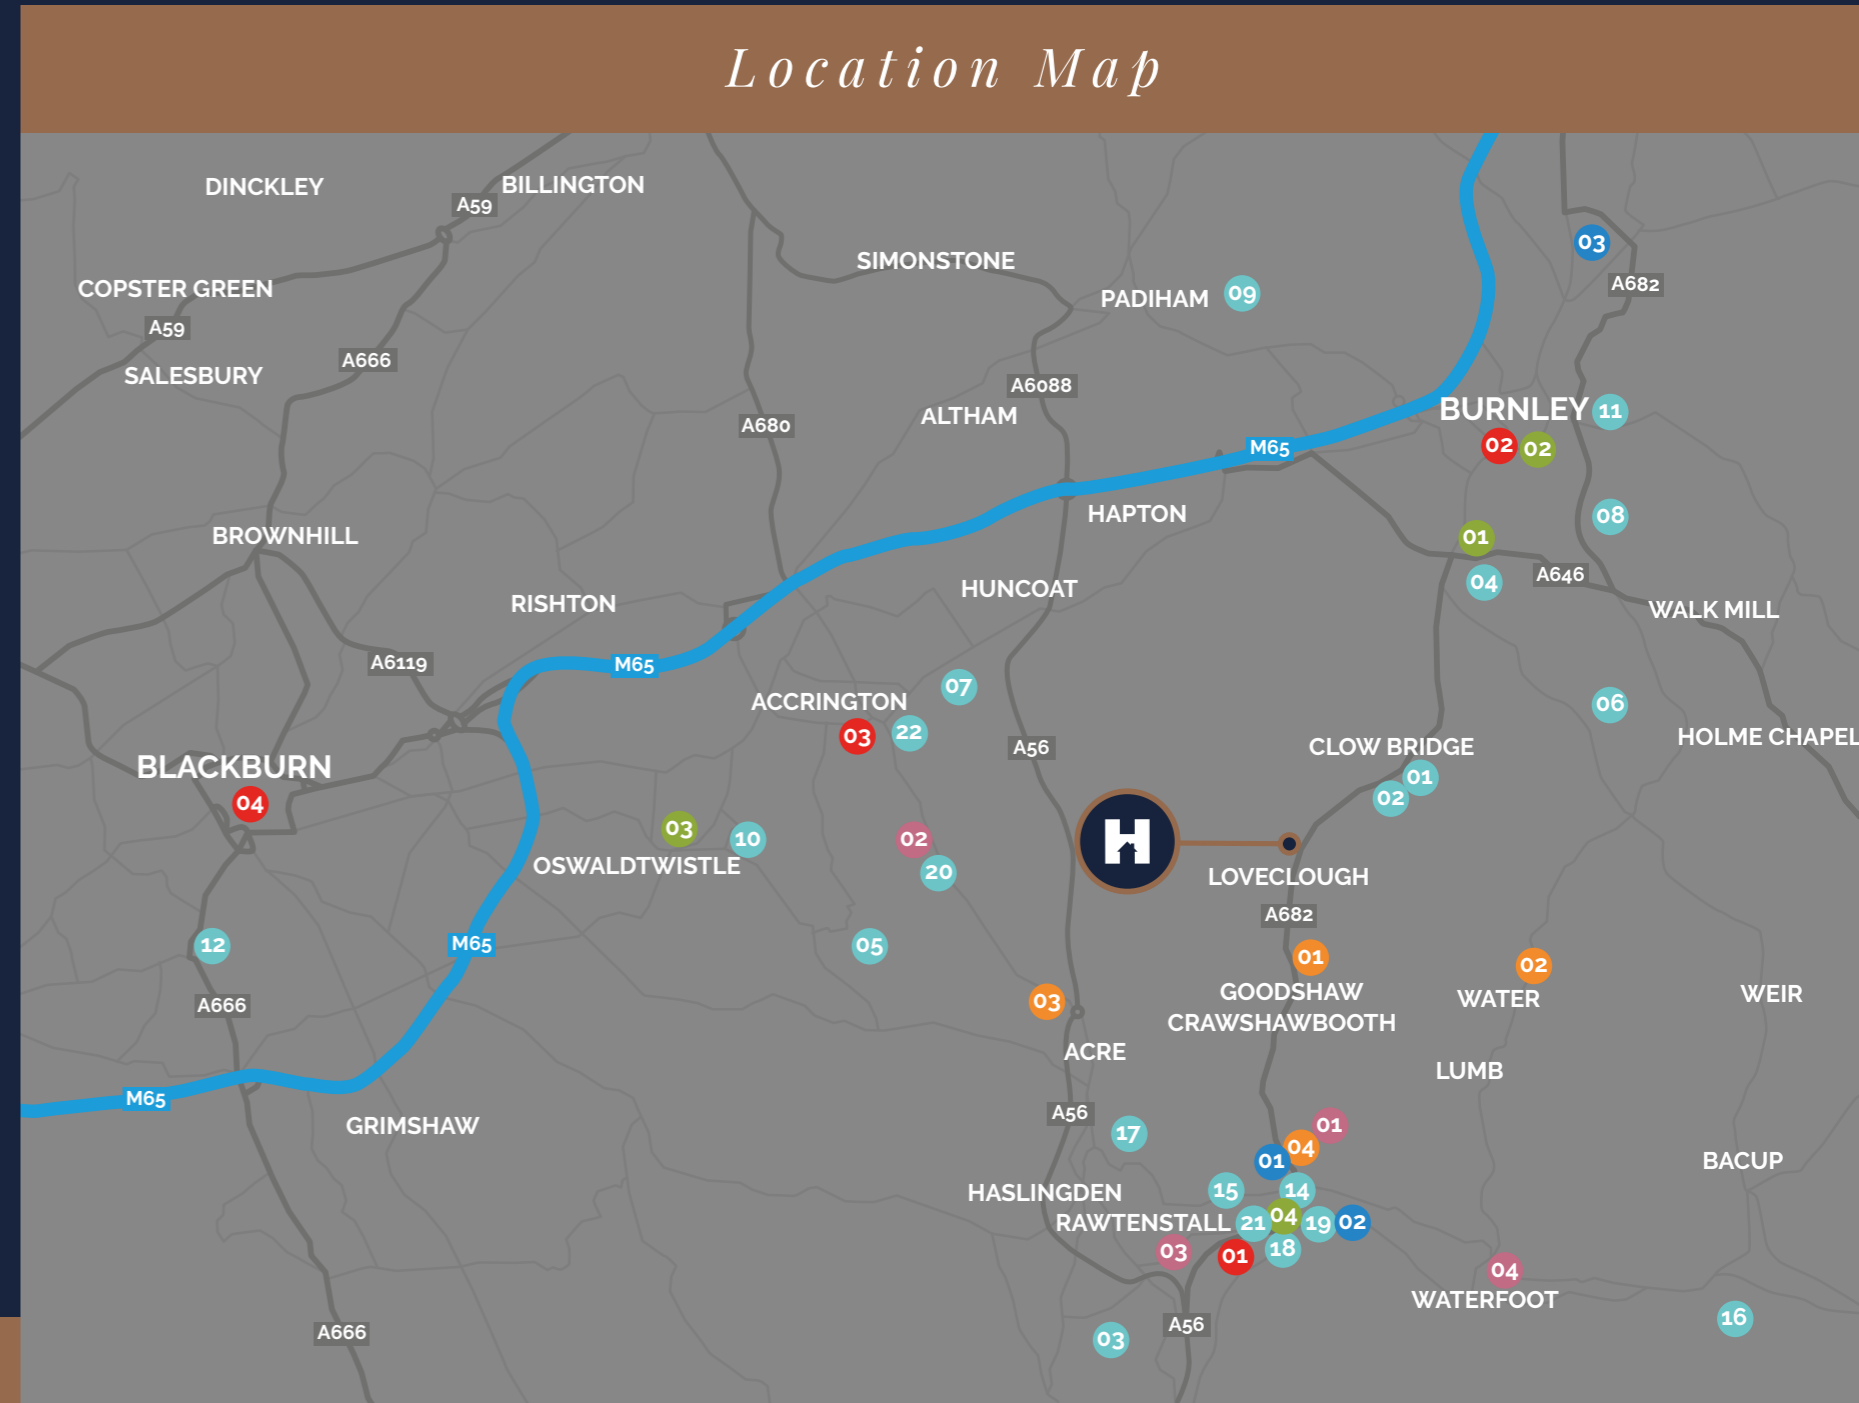 Location Map
DINCKLEY
BILLINGTON
A59
03
SIMONSTONE
COPSTER GREEN
A682
PADIHAM
09
A59
A666
SALESBURY
A6088
ALTHAM
A680
BURNLEY
11
M65
02
02
HAPTON
08
BROWNHILL
01
A646
04
HUNCOAT
RISHTON
WALK MILL
A6119
M65
07
ACCRINGTON
06
03
22
A56
CLOW BRIDGE
HOLME CHAPEL
BLACKBURN
01
02
04
03
10
02
H
OSWALDTWISTLE
20
LOVECLOUGH
A682
12
M65
05
01
02
GOODSHAW
WATER
WEIR
A666
03
CRAWSHAWBOOTH
ACRE
LUMB
M65
A56
GRIMSHAW
17
01
04
01
BACUP
HASLINGDEN
15
14
RAWTENSTALL
21
04
19
02
03
01
18
04
WATERFOOT
A666
03
A56
16